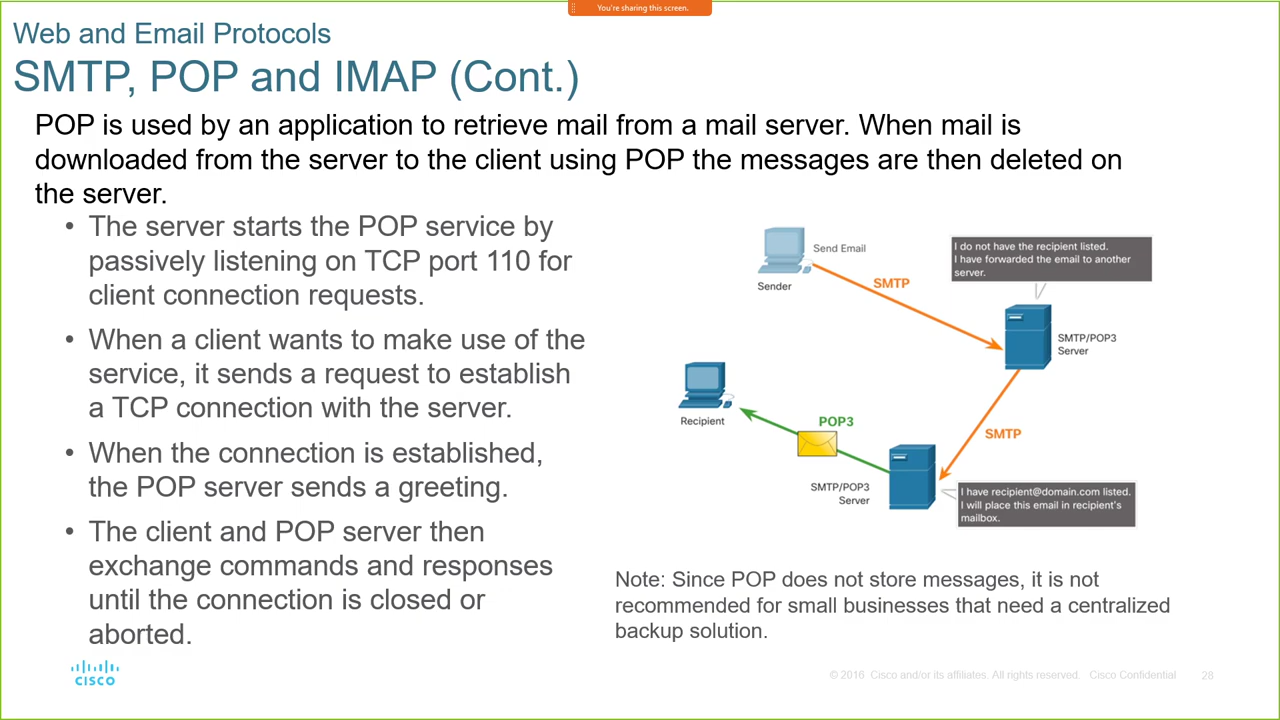 You're sharing this screen.
Web and Email Protocols
SMTP, POP and IMAP (Cont.)
POP is used by an application to retrieve mail from a mail server. When mail is
downloaded from the server to the client using POP the messages are then deleted on
the server.
• The server starts the POP service by
passively listening on TCP port 110 for
client connection requests.
• When a client wants to make use of the
service, it sends a request to establish
a TCP connection with the server.
• When the connection is established,
the POP server sends a greeting.
• The client and POP server then
exchange commands and responses
until the connection is closed or
aborted.
Send Email
Sender
SMTP
I do not have the recipient listed.
I have forwarded the email to another
server.
SMTP/POP3
Server
SMTP
Recipient
POP3
SMTP/POP3
Server
I have recipient@domain.com listed.
I will place this email in recipient's
mailbox.
Note: Since POP does not store messages, it is not
recommended for small businesses that need a centralized
backup solution.
CISCO
© 2016 Cisco and/or its affiliates. All rights reserved. Cisco Confidential
28